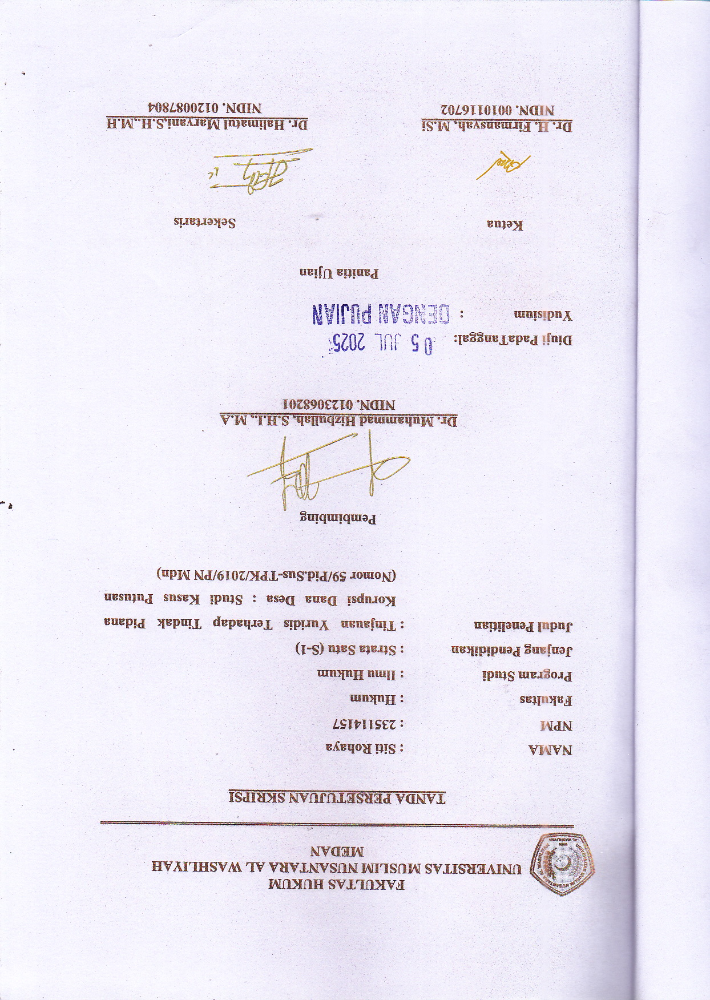 FAKULTAS HUKUM
UNIVERSITAS MUSLIM NUSANTARA AL WASHLIYAH
MEDAN
TANDA PERSETUJUAN SKRIPSI
NAMA : Siti Rohaya
NPM : 235114157
Fakultas : Hukum
Program Studi : Ilmu Hukum
Jenjang Pendidikan : Strata Satu (S-1)
Judul Penelitian : Tinjauan Yuridis Terhadap Tindak Pidana
Korupsi Dana Desa : Studi Kasus Putusan
(Nomor 59/Pid.Sus-TPK/2019/PN Mdn)
Pembimbing
Dr. Muhammad Hizbullah, S.H.I., M.A
NIDN. 0123068201
Diuji PadaTanggal: 05 JUL 2025
Yudisium : DENGAN PUJIAN
Panitia Ujian
Ketua Sekertaris
Dr. H. Firmansyah, M.Si Dr. Halimatul Maryani,S.H.,M.H
NIDN. 0010116702 NIDN. 0120087804